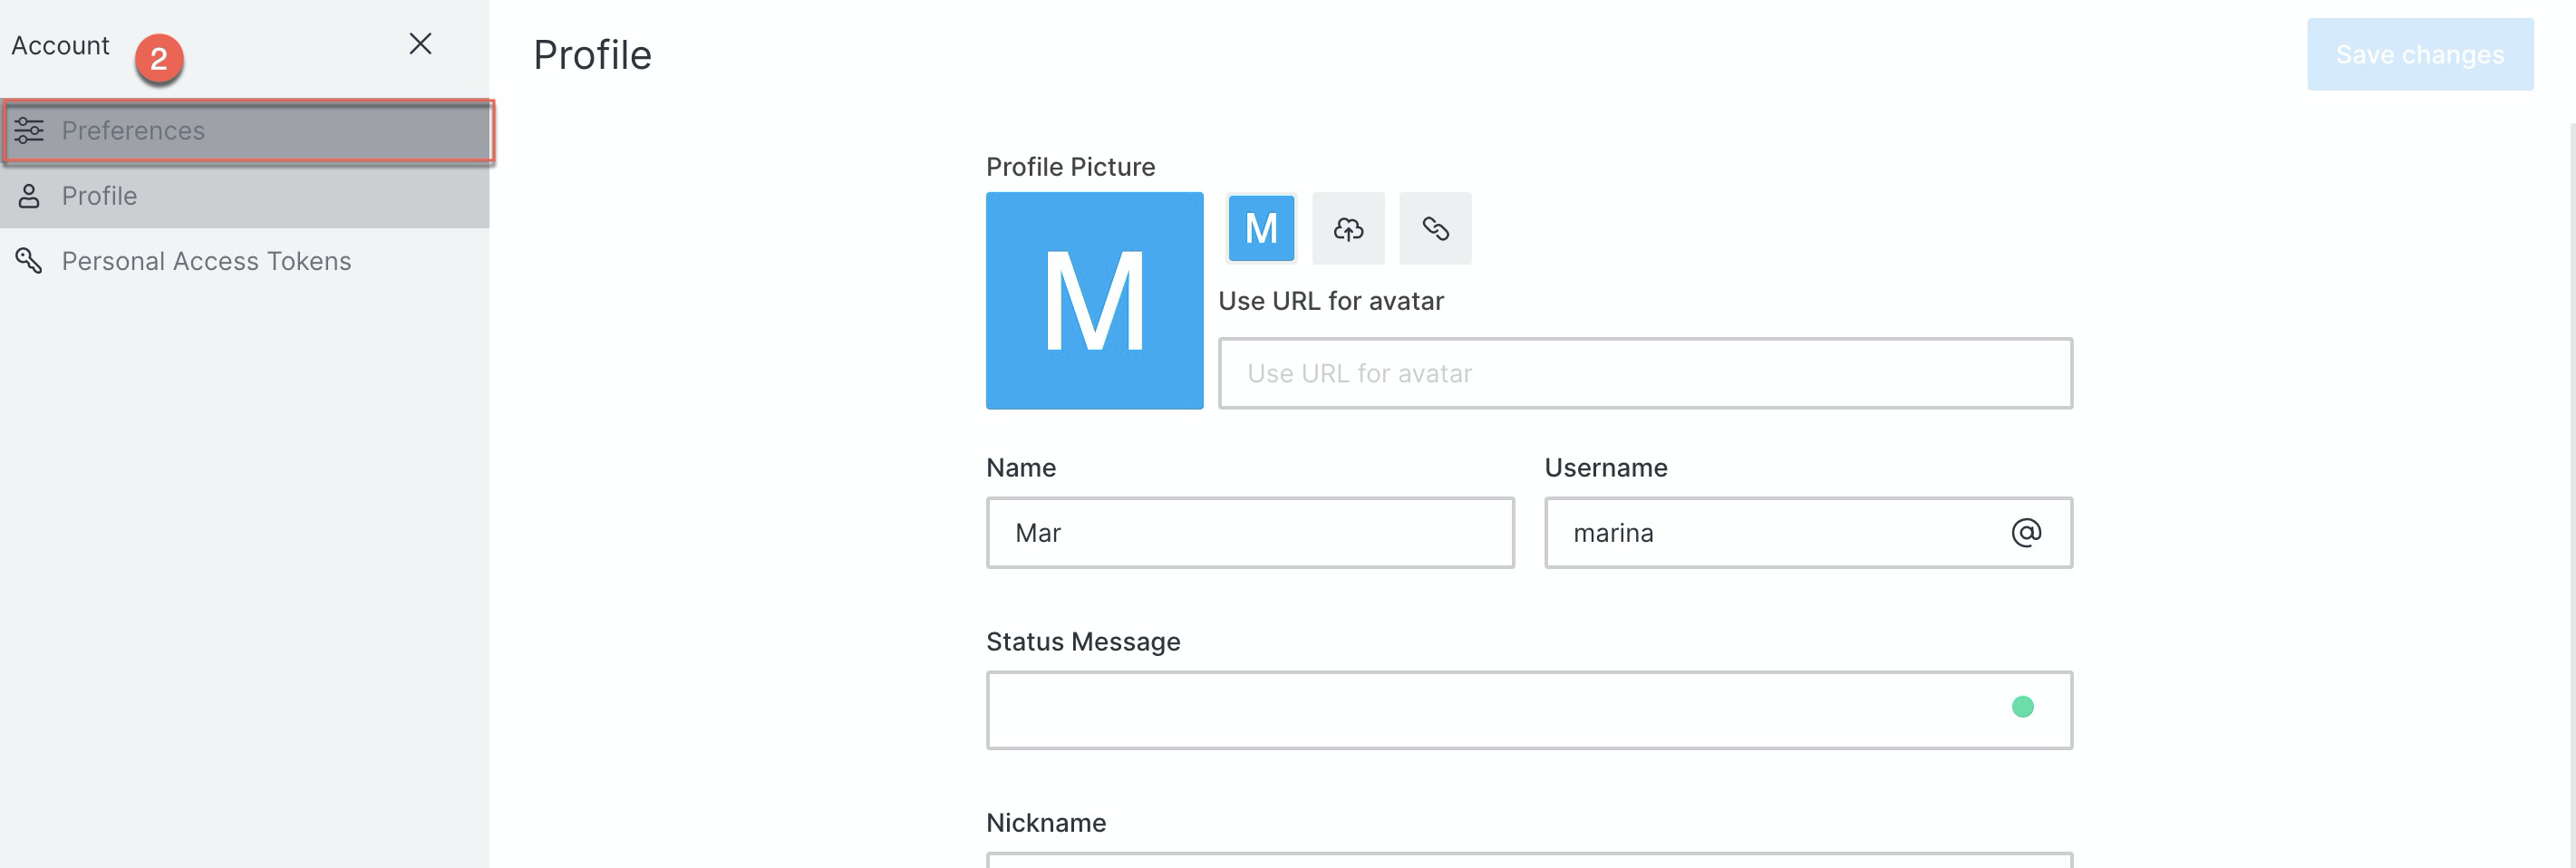 Account
2
Preferences
Profile
Personal Access Tokens
Profile
Save changes
Profile Picture
M
M
Use URL for avatar
Use URL for avatar
Name
Username
Mar
marina
@
Status Message
Nickname